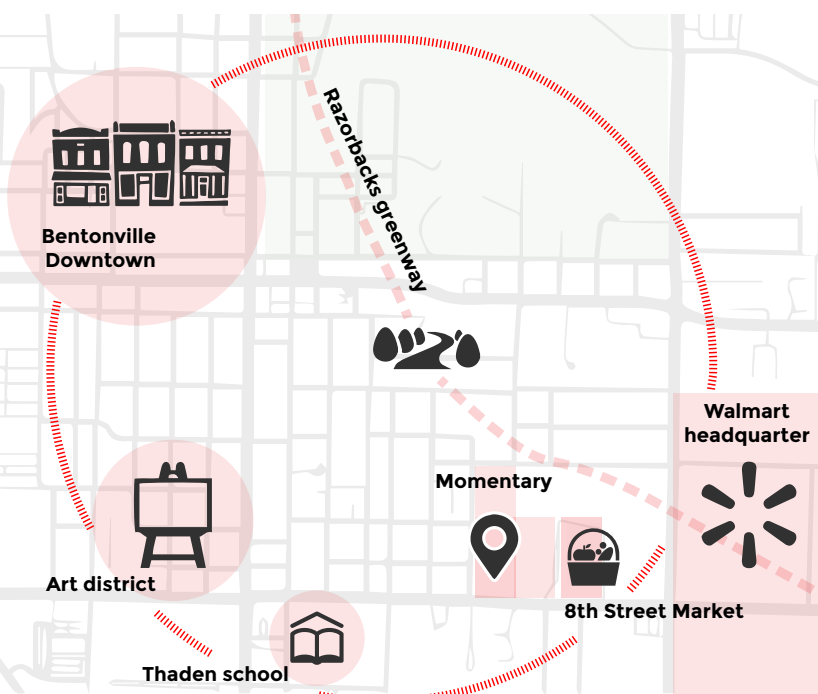 Razorbacks greenway
Bentonville
Downtown
Walmart
headquarter
Momentary
Art district
8th Street Market
Thaden school